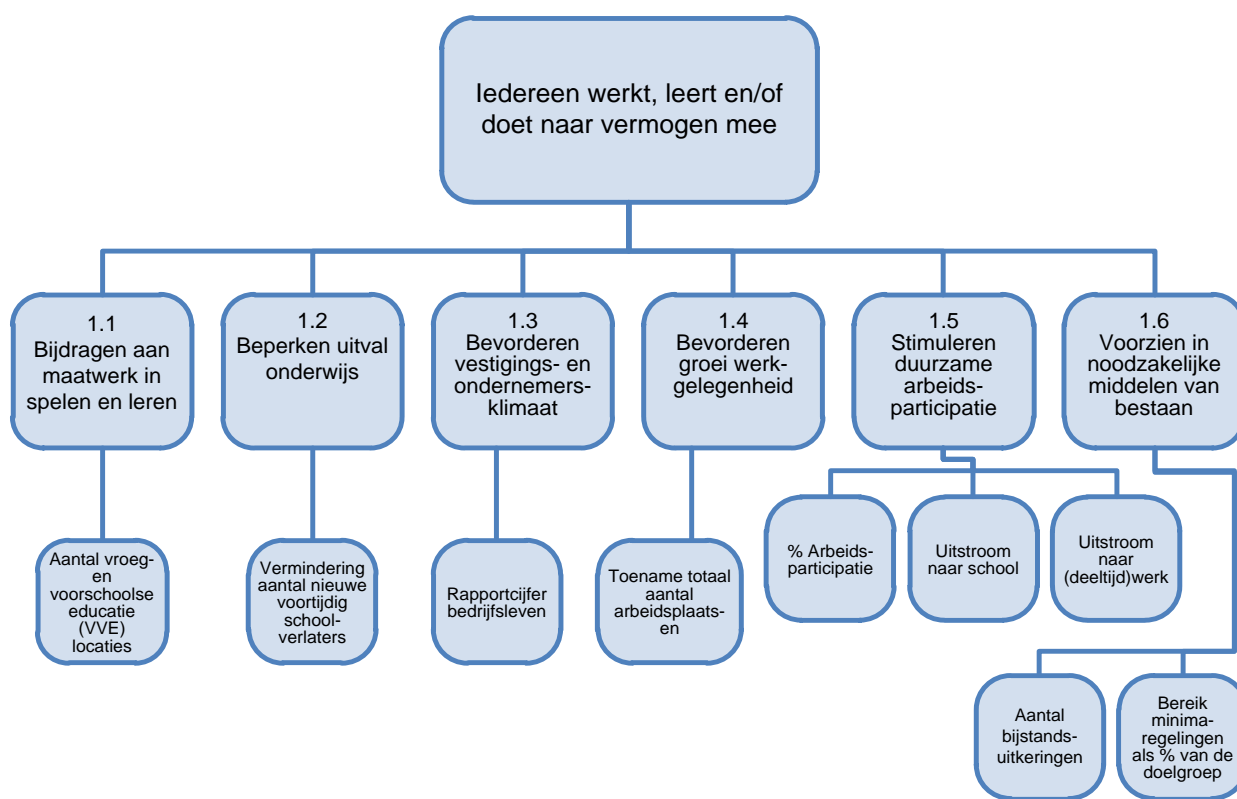 Iedereen werkt, leert en/of
doet naar vermogen mee
1.1
Bijdragen aan
maatwerk in
spelen en leren
1.2
Beperken uitval
onderwijs
1.3
Bevorderen
vestigings- en
ondernemers-
klimaat
1.4
Bevorderen
groei werk-
gelegenheid
1.5
Stimuleren
duurzame
arbeids-
participatie
1.6
Voorzien in
noodzakelijke
middelen van
bestaan
Aantal vroeg-
en
voorschoolse
educatie
(VVE)
locaties
Vermindering
aantal nieuwe
voortijdig
school-
verlaters
Rapportcijfer
bedrijfsleven
Toename totaal
aantal
arbeidsplaats-
en
% Arbeids-
participatie
Uitstroom
naar school
Uitstroom
naar
(deeltijd)werk
Aantal
bijstands-
uitkeringen
Bereik
minima-
regelingen
als % van de
doelgroep